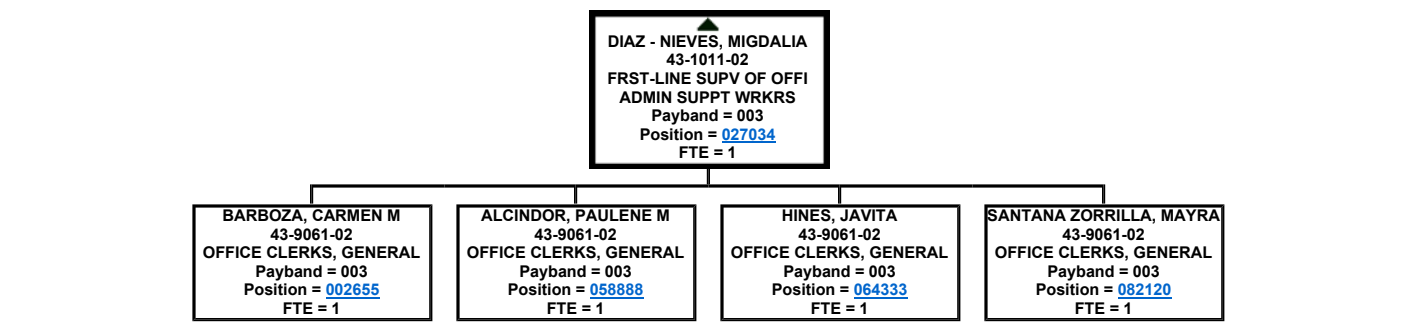 DIAZ - NIEVES, MIGDALIA
43-1011-02
FRST-LINE SUPV OF OFFI
ADMIN SUPPT WRKRS
Payband = 003
Position = 027034
FTE = 1
BARBOZA, CARMEN M
43-9061-02
OFFICE CLERKS, GENERAL
Payband = 003
Position = 002655
FTE = 1
ALCINDOR, PAULENE M
43-9061-02
OFFICE CLERKS, GENERAL
Payband = 003
Position = 058888
FTE = 1
HINES, JAVITA
43-9061-02
OFFICE CLERKS, GENERAL
Payband = 003
Position = 064333
FTE = 1
SANTANA ZORRILLA, MAYRA
43-9061-02
OFFICE CLERKS, GENERAL
Payband = 003
Position = 082120
FTE = 1